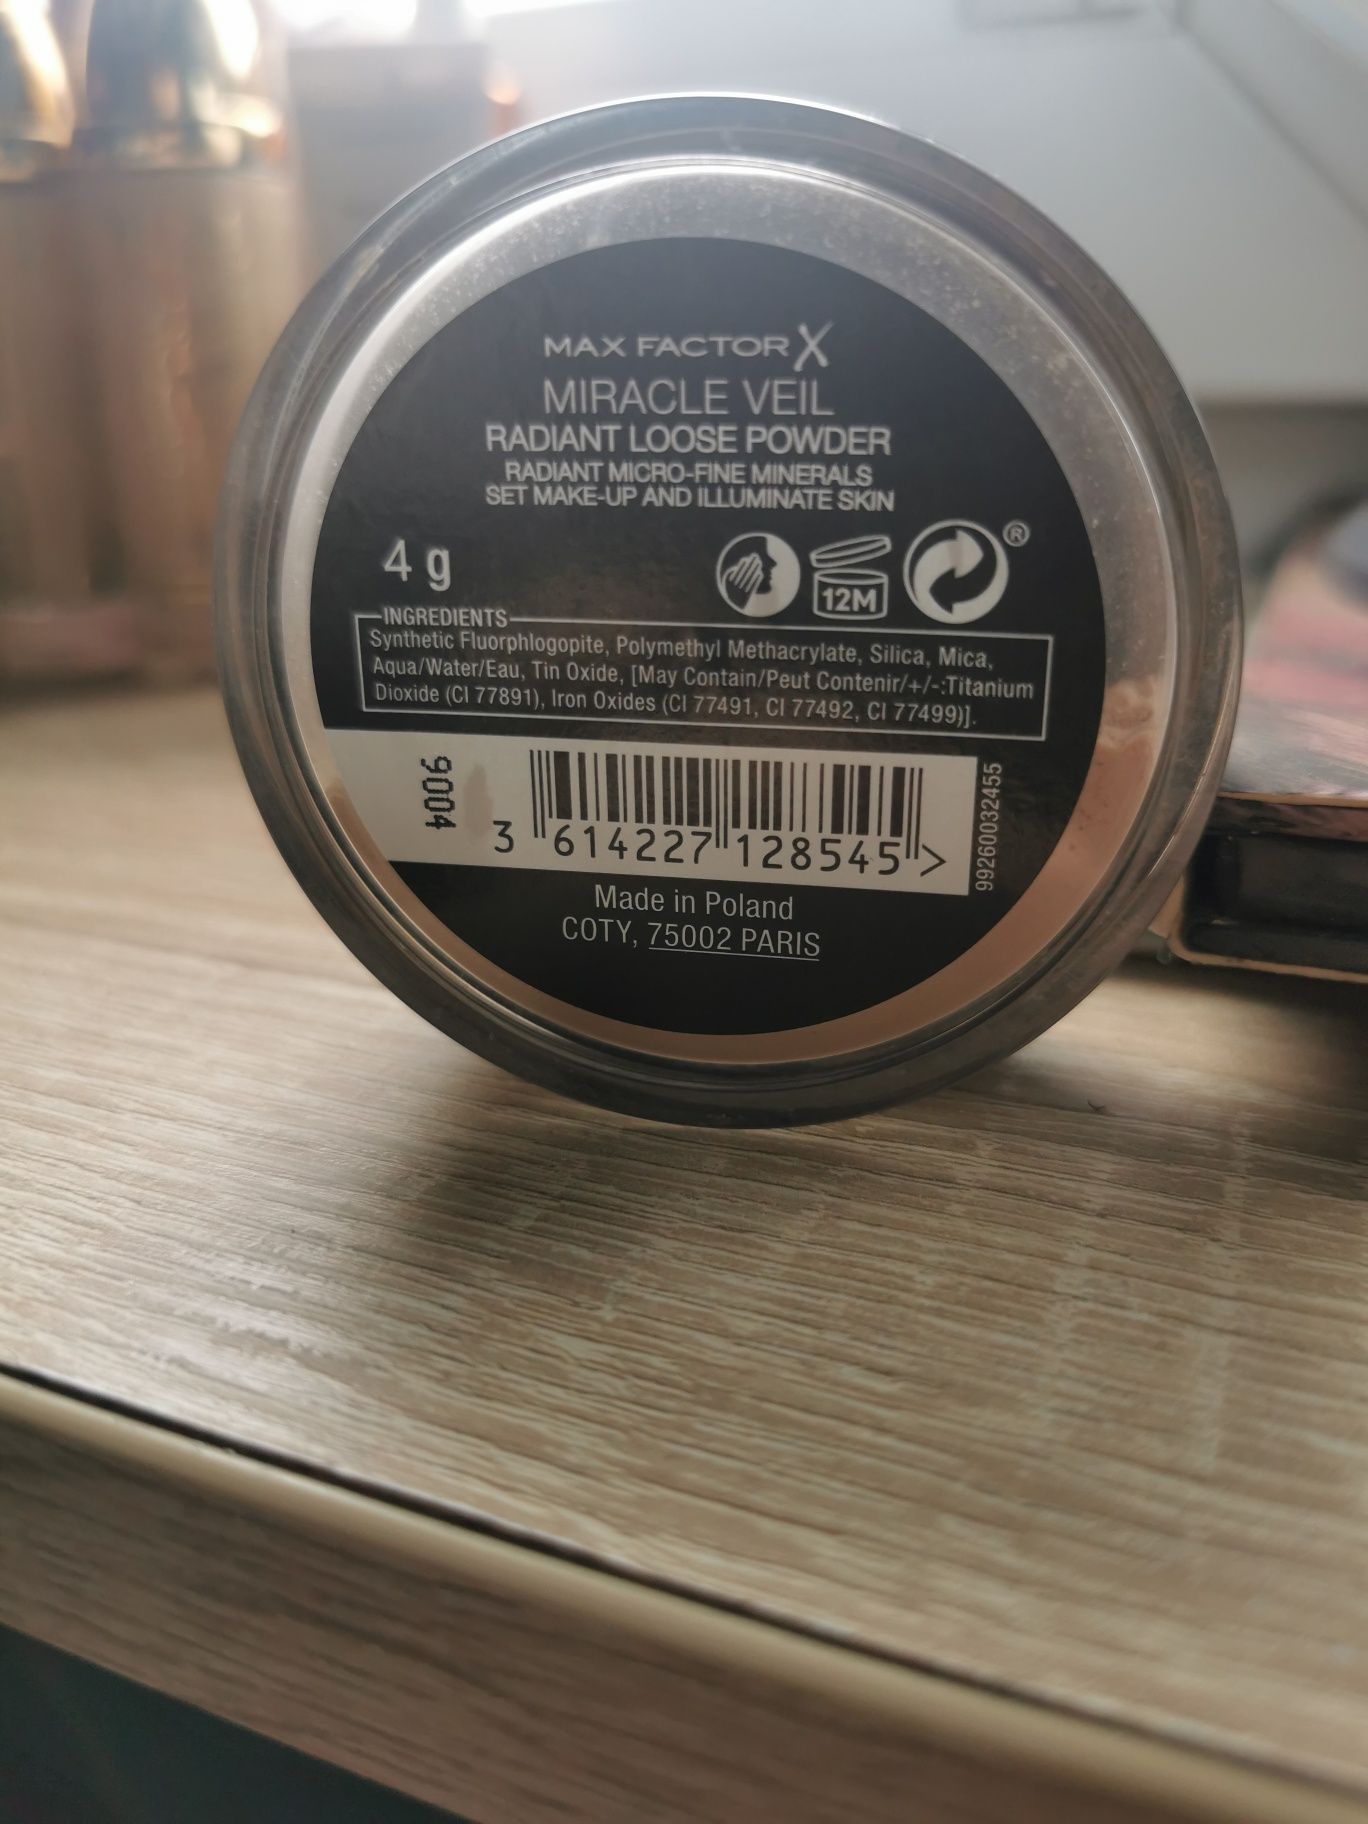 MAX FACTOR X
MIRACLE VEIL
RADIANT LOOSE POWDER
RADIANT MICRO-FINE MINERALS
SET MAKE-UP AND ILLUMINATE SKIN
4 g
12M
®
INGREDIENTS
Synthetic Fluorphlogopite, Polymethyl Methacrylate, Silica, Mica,
Aqua/Water/Eau, Tin Oxide, [May Contain/Peut Contenir/+/-:Titanium
Dioxide (CI 77891), Iron Oxides (CI 77491, CI 77492, CI 77499)].
9004
3 614227 128545 >
99260032455
Made in Poland
COTY, 75002 PARIS